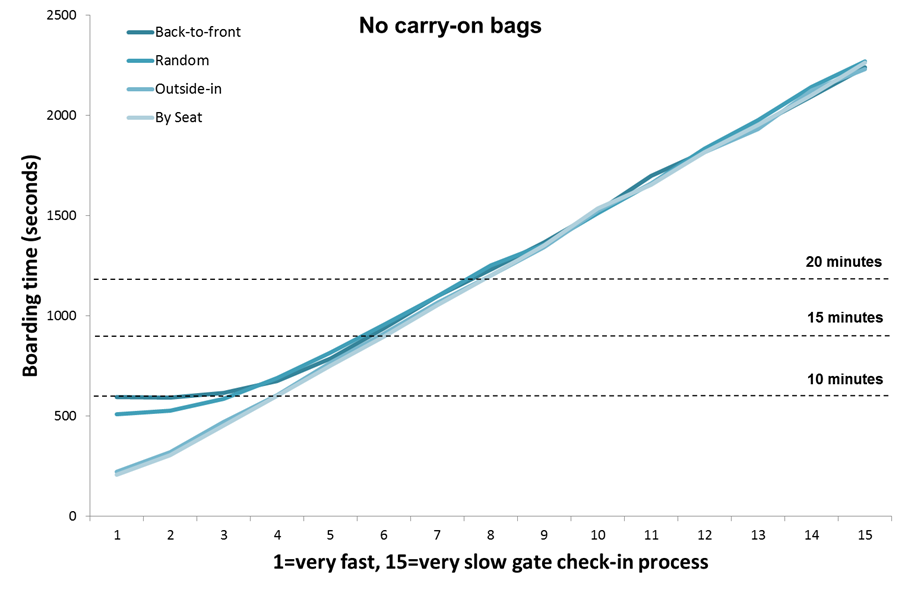 No carry-on bags
Back-to-front
Random
Outside-in
By Seat
Boarding time (seconds)
2500
2000
1500
1000
500
0
20 minutes
15 minutes
10 minutes
1 2 3 4 5 6 7 8 9 10 11 12 13 14 15
1=very fast, 15=very slow gate check-in process